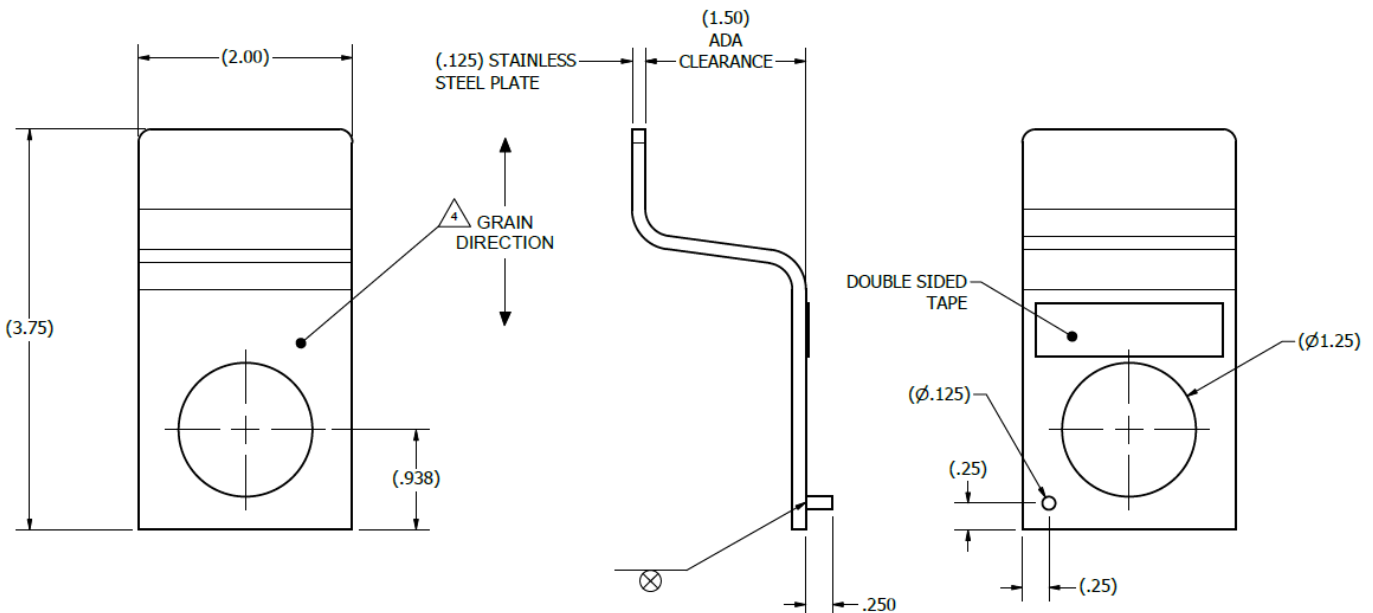 (2.00)
(3.75)
(.938)
4
GRAIN
DIRECTION
(.125) STAINLESS
STEEL PLATE
(1.50)
ADA
CLEARANCE
.250
DOUBLE SIDED
TAPE
(Ø1.25)
(Ø.125)
(.25)
(.25)